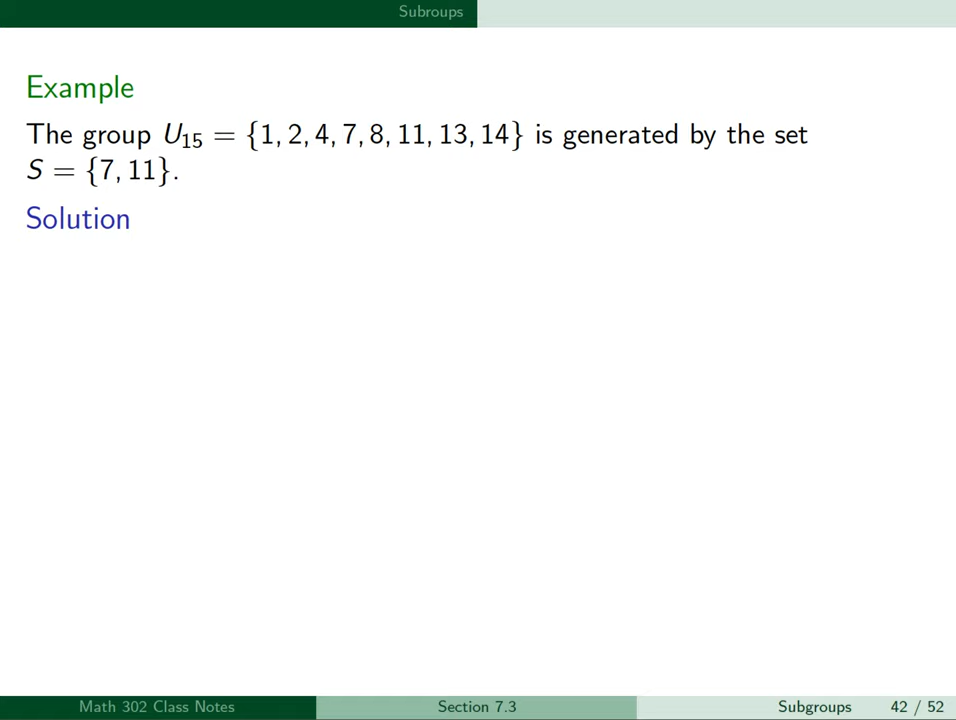 Subroups
Example
The group U₁₅ = {1, 2, 4, 7, 8, 11, 13, 14} is generated by the set
S = {7, 11}.
Solution
Math 302 Class Notes Section 7.3 Subgroups 42 / 52